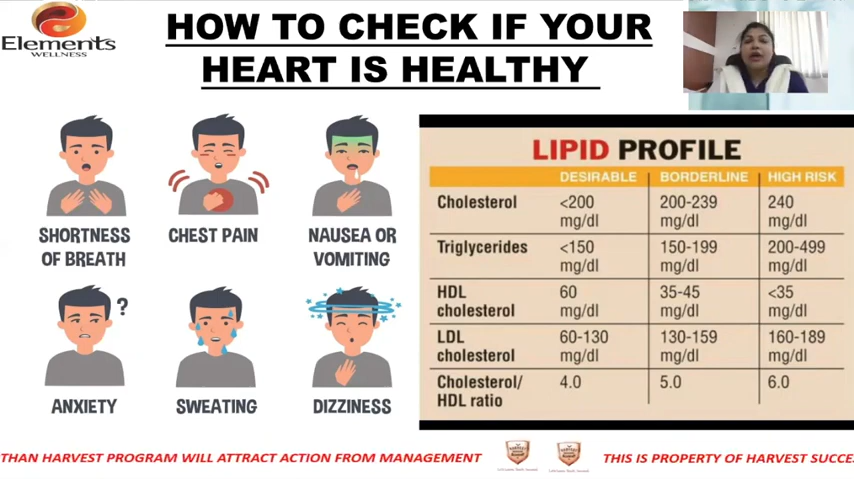 Elements
WELLNESS
HOW TO CHECK IF YOUR
HEART IS HEALTHY
SHORTNESS
OF BREATH
CHEST PAIN
NAUSEA OR
VOMITING
?
ANXIETY
SWEATING
DIZZINESS
LIPID PROFILE
DESIRABLE BORDERLINE HIGH RISK
Cholesterol <200 mg/dl 200-239 mg/dl 240 mg/dl
Triglycerides <150 mg/dl 150-199 mg/dl 200-499 mg/dl
HDL cholesterol 60 mg/dl 35-45 mg/dl <35 mg/dl
LDL cholesterol 60-130 mg/dl 130-159 mg/dl 160-189 mg/dl
Cholesterol/ HDL ratio 4.0 5.0 6.0
THAN HARVEST PROGRAM WILL ATTRACT ACTION FROM MANAGEMENT
THIS IS PROPERTY OF HARVEST SUCCE